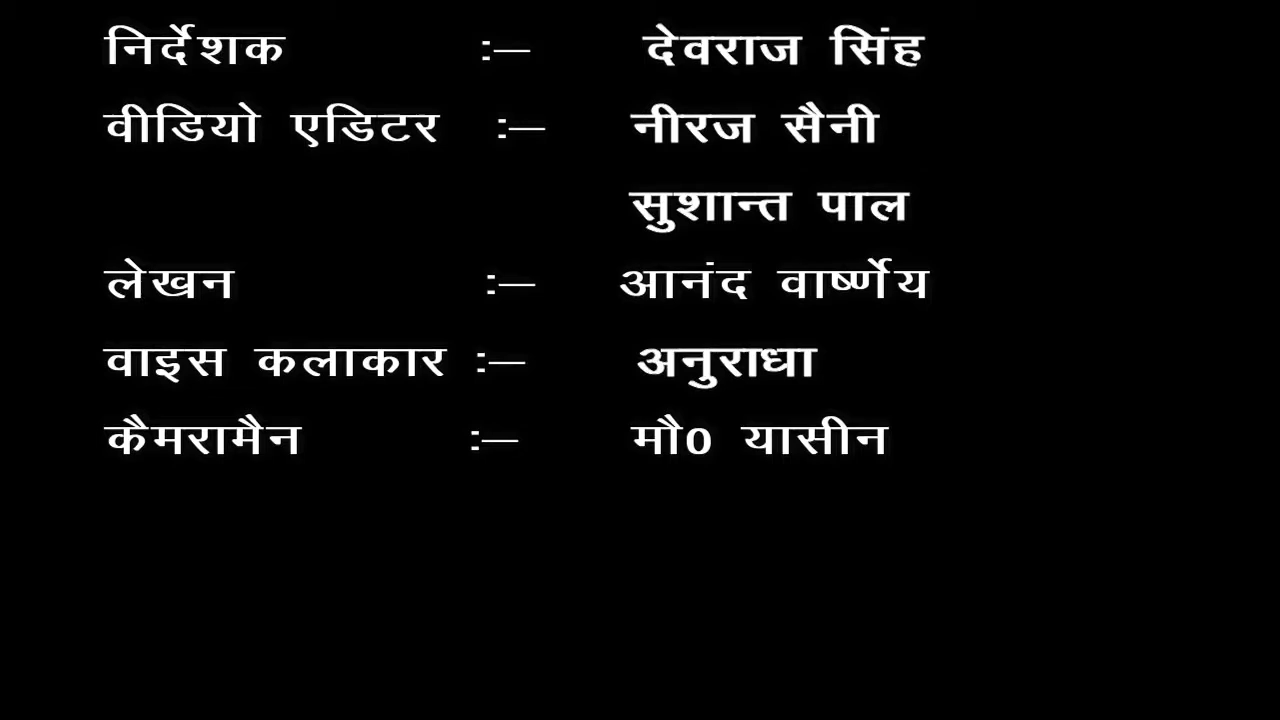 निर्देशक :— देवराज सिंह
वीडियो एडिटर :— नीरज सैनी
सुशान्त पाल
लेखन :— आनंद वार्ष्णेय
वाइस कलाकार :— अनुराधा
कैमरामैन :— मौ0 यासीन